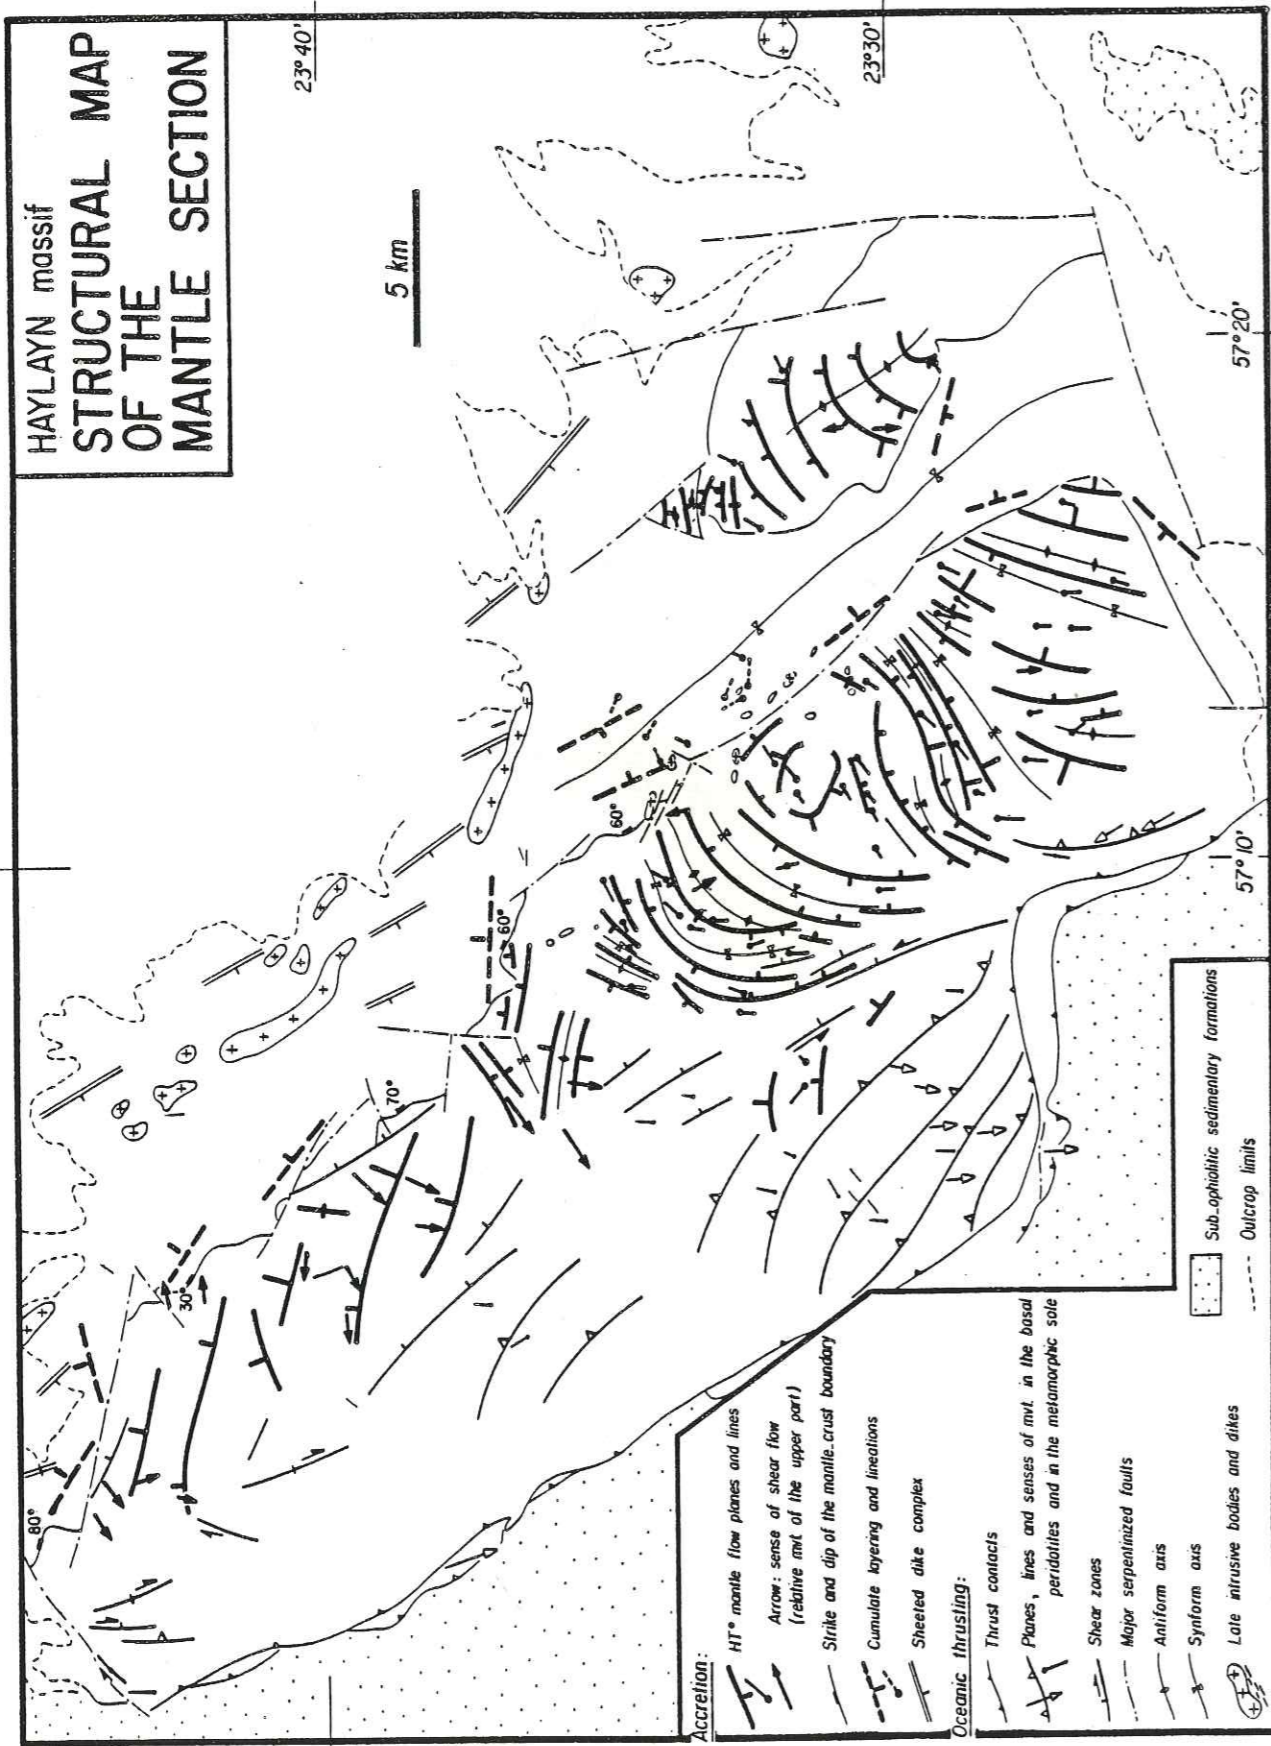 HAYLAYN massif
STRUCTURAL MAP
OF THE
MANTLE SECTION
23°40'
23°30'
5 km
57°20'
57°10'
60°
60°
70°
30°
80°
Accretion:
HT° mantle flow planes and lines
Arrow: sense of shear flow
(relative mvt of the upper part)
Strike and dip of the mantle-crust boundary
Cumulate layering and lineations
Sheeted dike complex
Oceanic thrusting:
Thrust contacts
Planes, lines and senses of mvt. in the basal
peridotites and in the metamorphic sole
Shear zones
Major serpentinized faults
Antiform axis
Synform axis
Late intrusive bodies and dikes
Sub-ophiolitic sedimentary formations
Outcrop limits